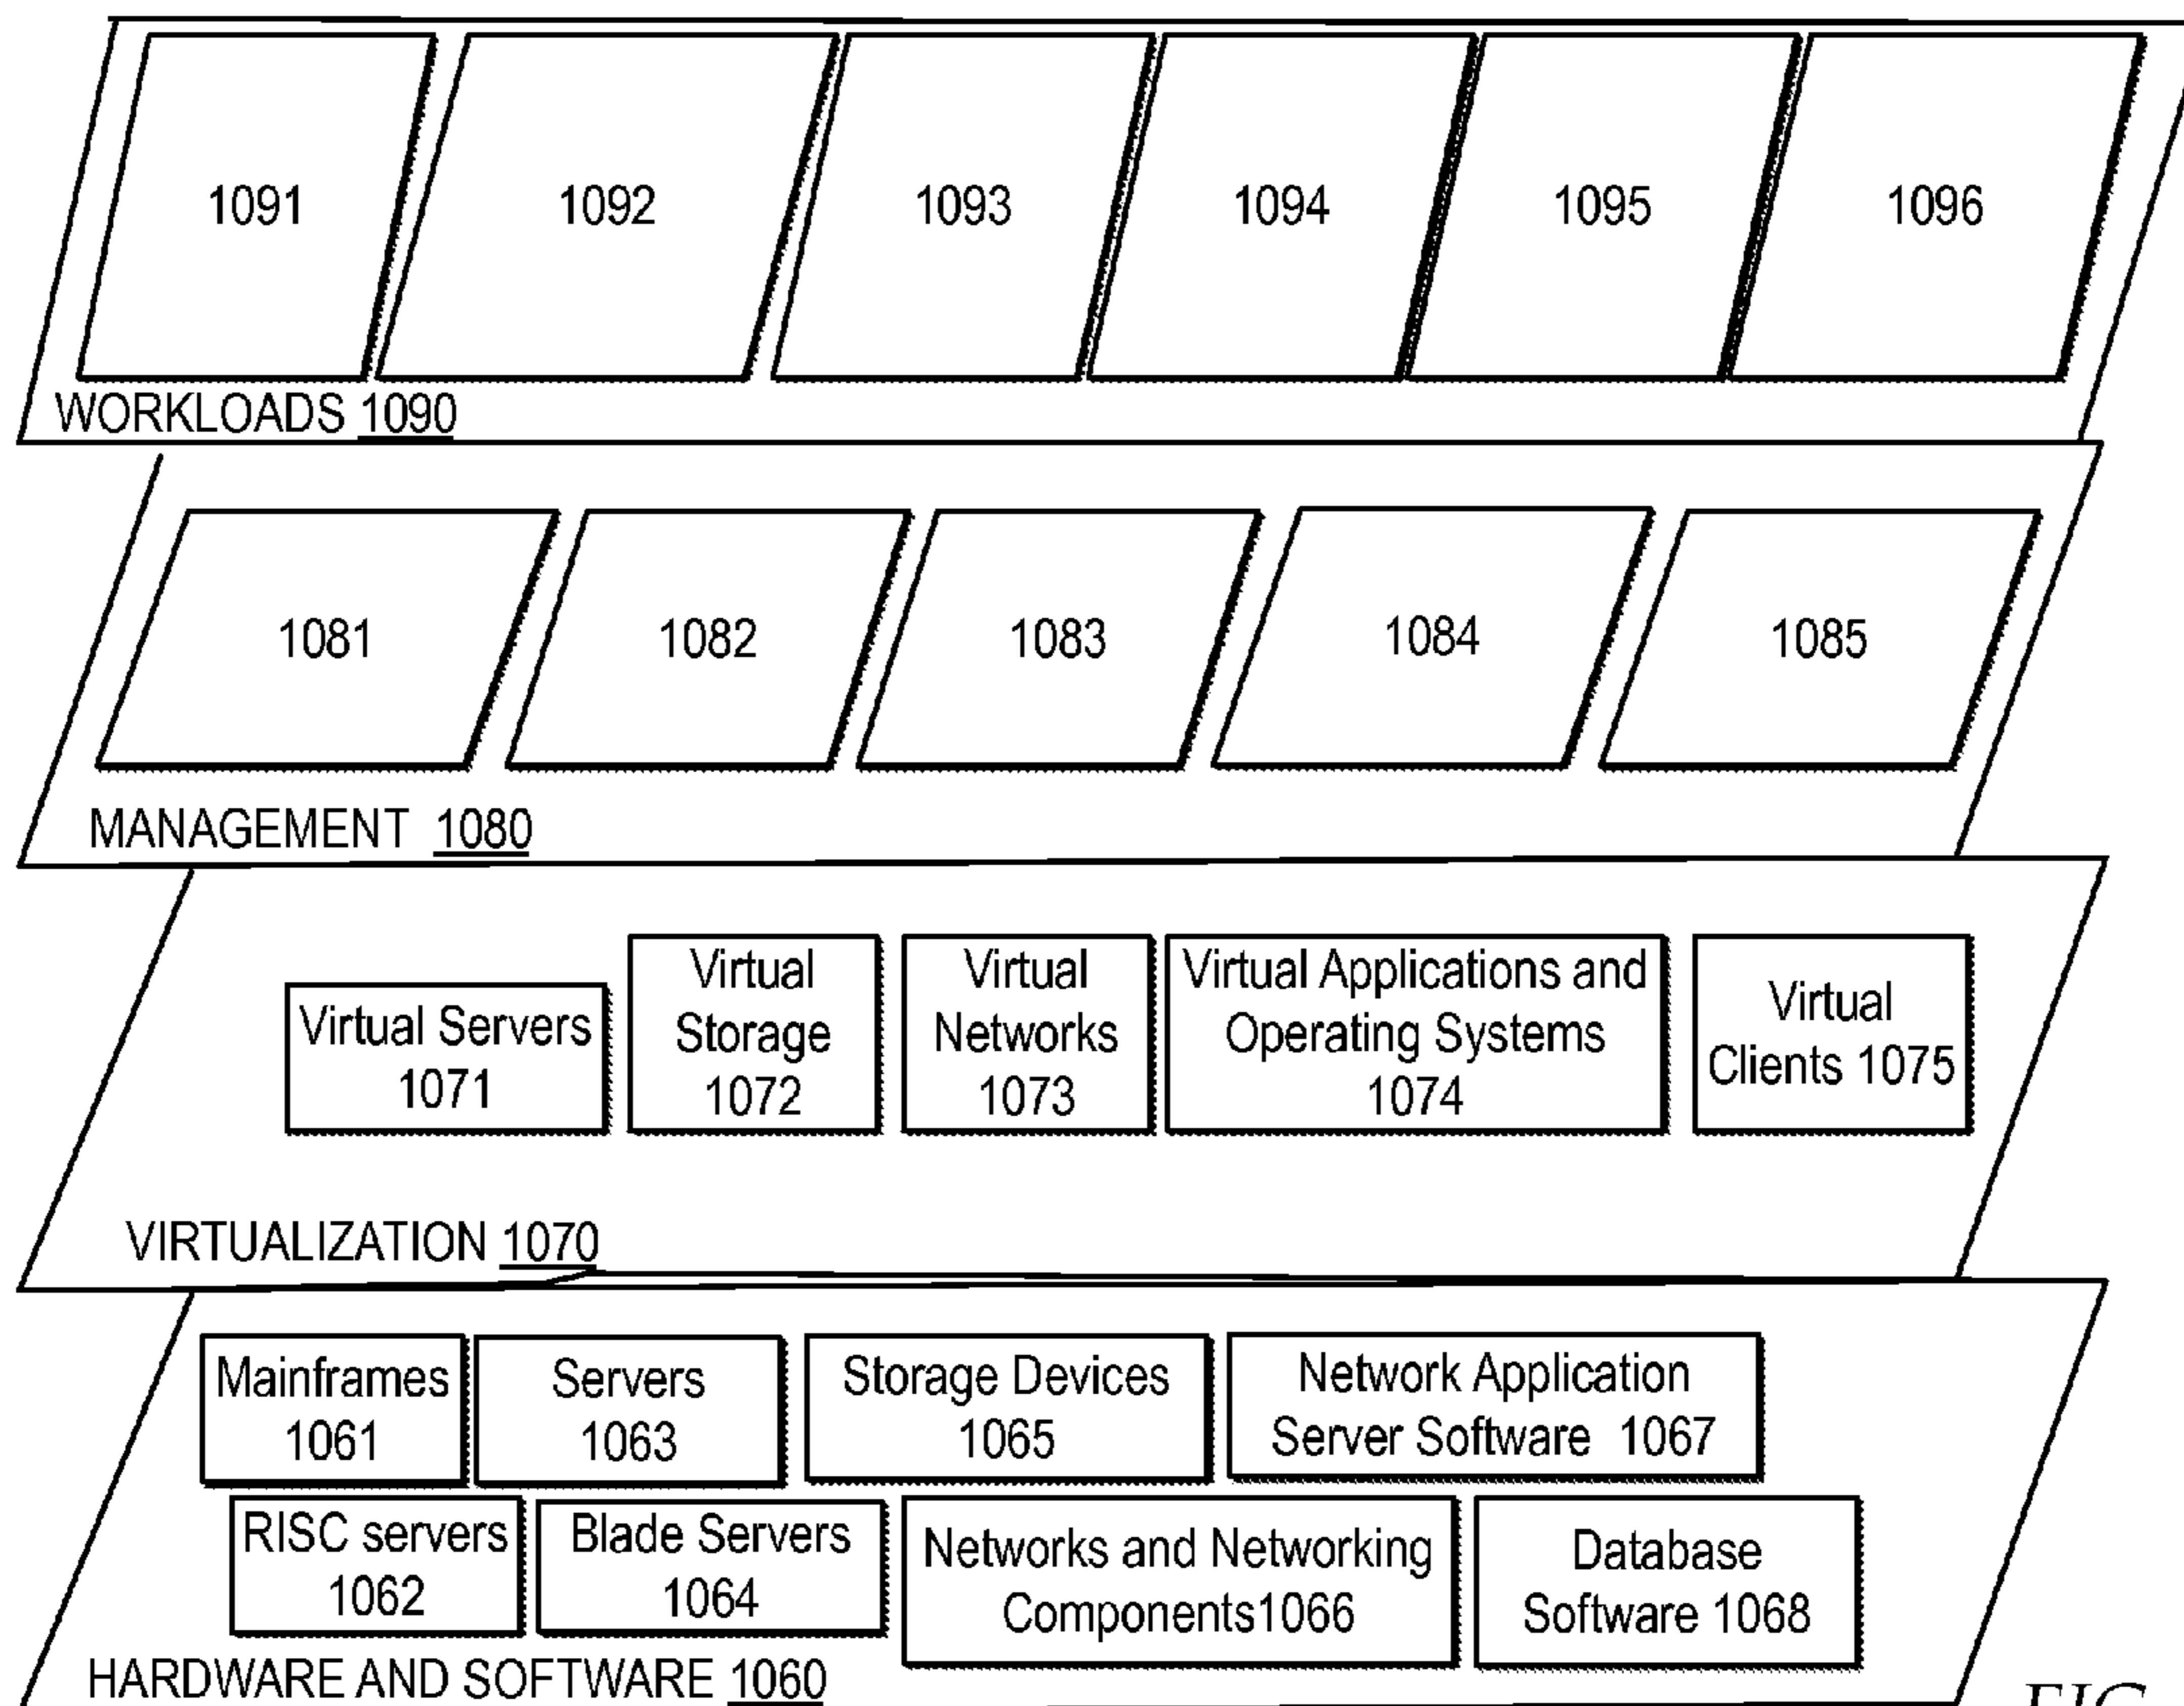 1091
1092
1093
1094
1095
1096
WORKLOADS 1090
1081
1082
1083
1084
1085
MANAGEMENT 1080
Virtual Servers
1071
Virtual
Storage
1072
Virtual
Networks
1073
Virtual Applications and
Operating Systems
1074
Virtual
Clients 1075
VIRTUALIZATION 1070
Mainframes
1061
Servers
1063
Storage Devices
1065
Network Application
Server Software 1067
RISC servers
1062
Blade Servers
1064
Networks and Networking
Components1066
Database
Software 1068
HARDWARE AND SOFTWARE 1060